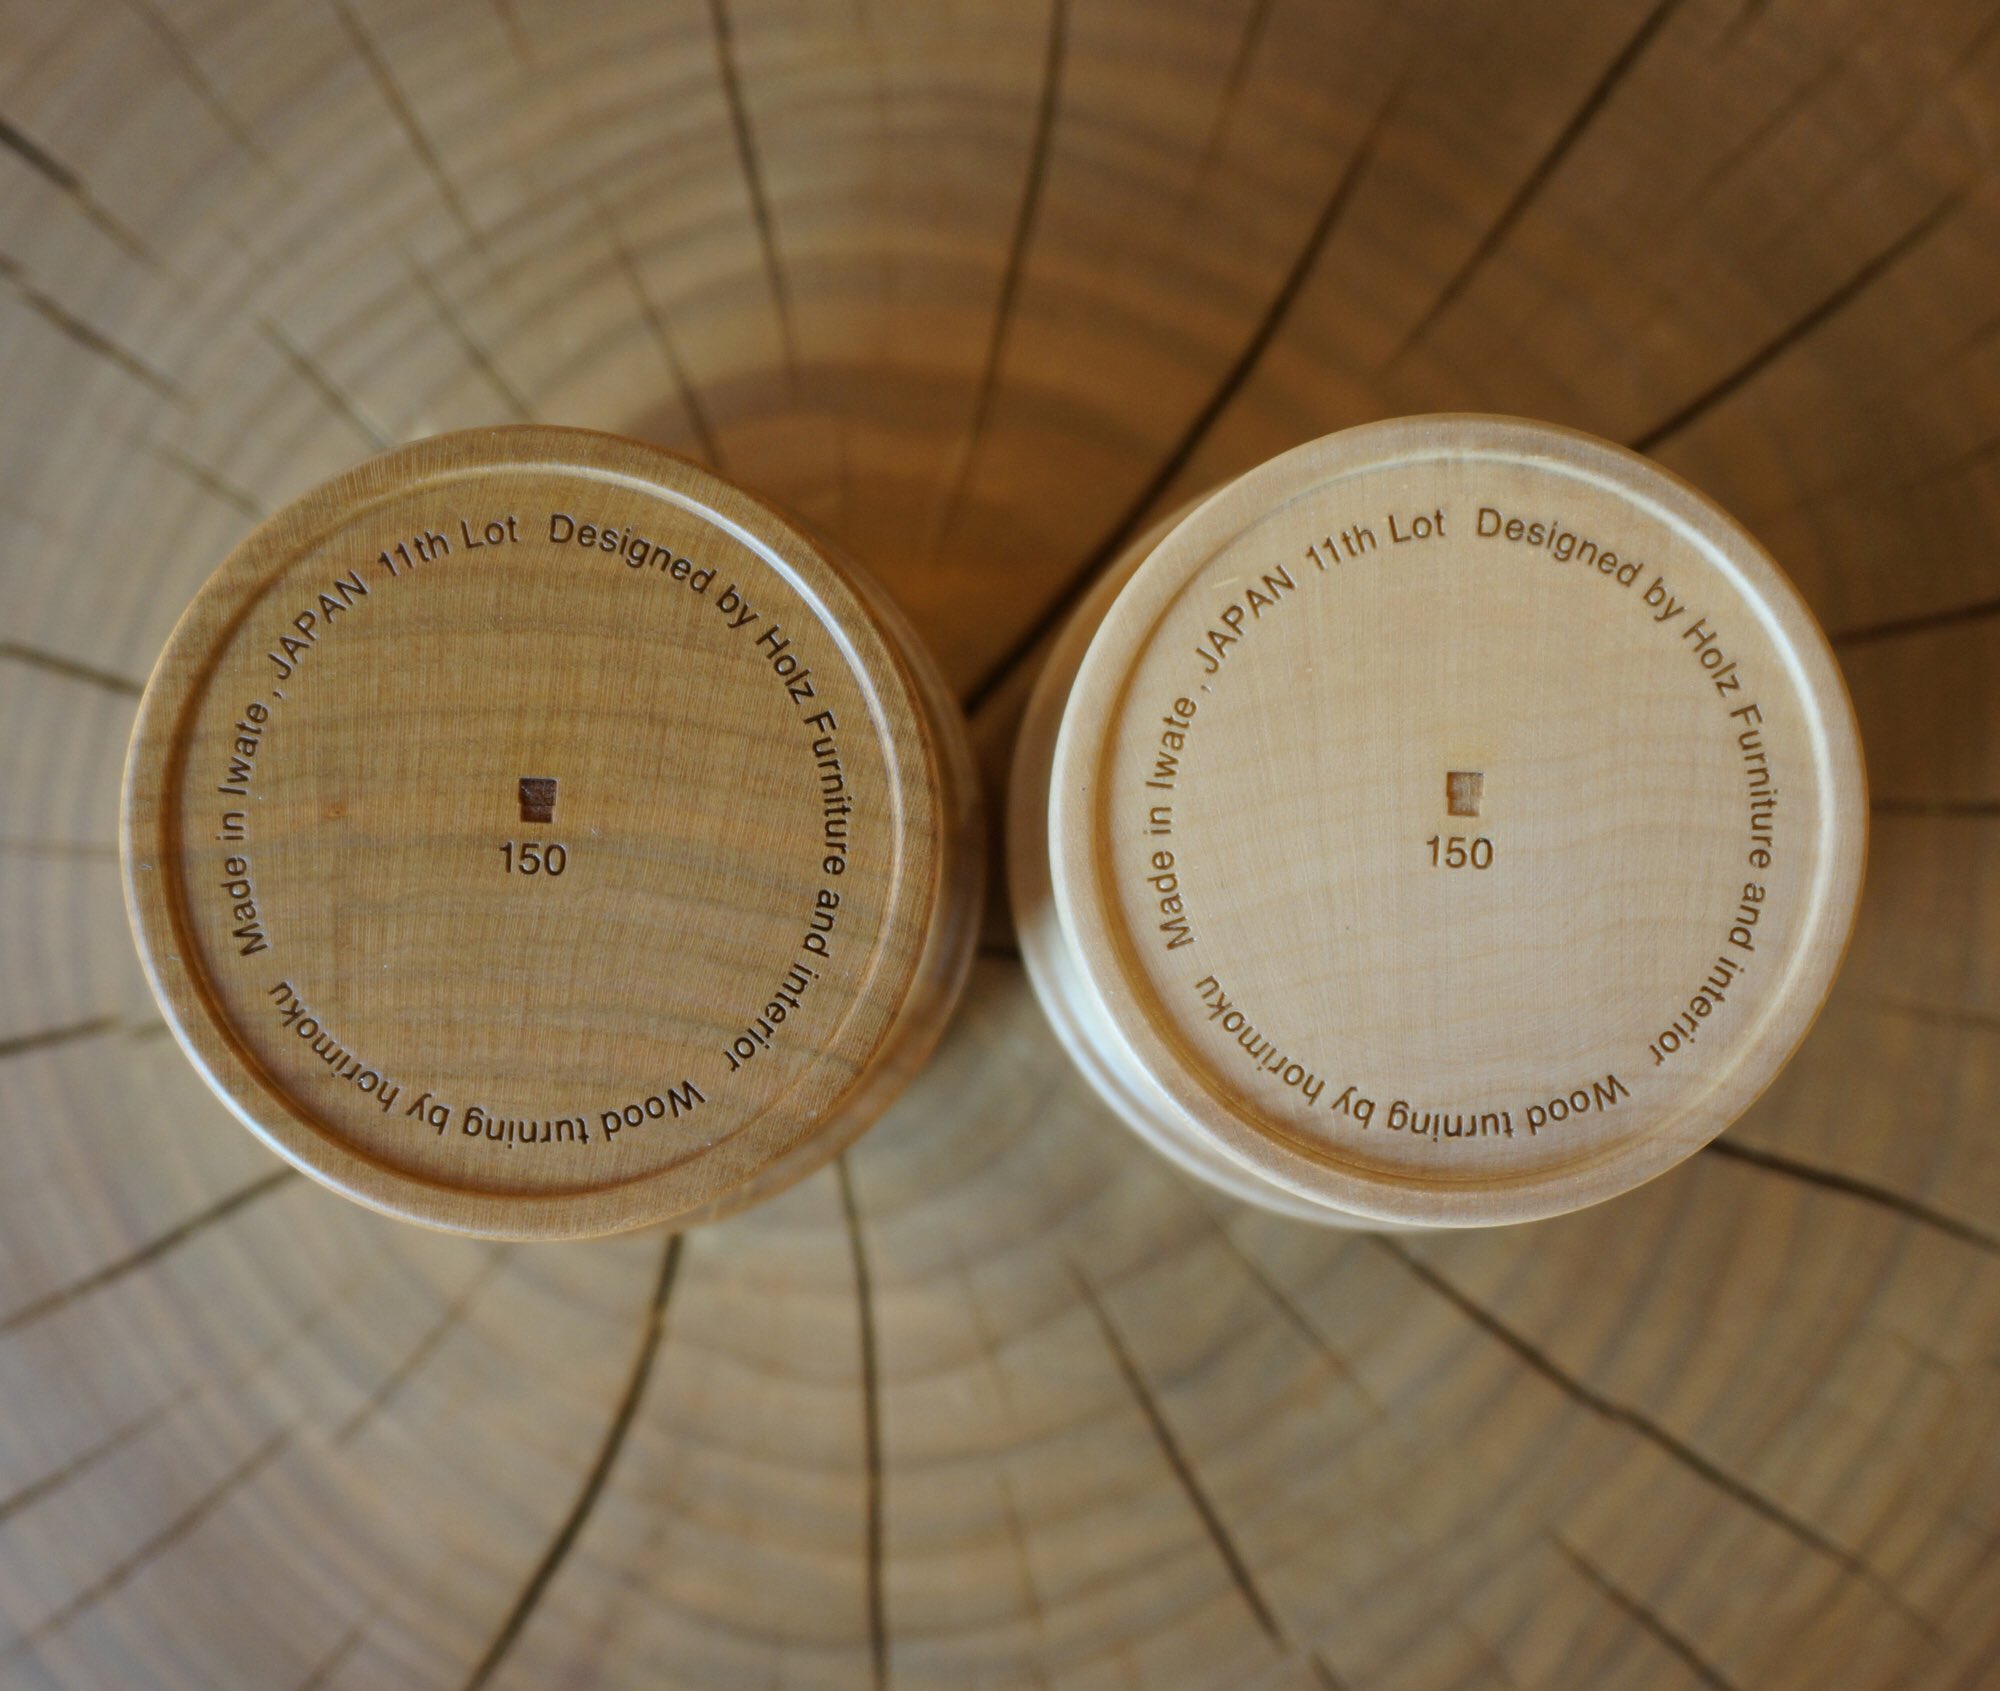 Made in Iwate, JAPAN 11th Lot Designed by Holz Furniture and interior Wood turning by horimoku
150
Made in Iwate, JAPAN 11th Lot Designed by Holz Furniture and interior Wood turning by horimoku
150